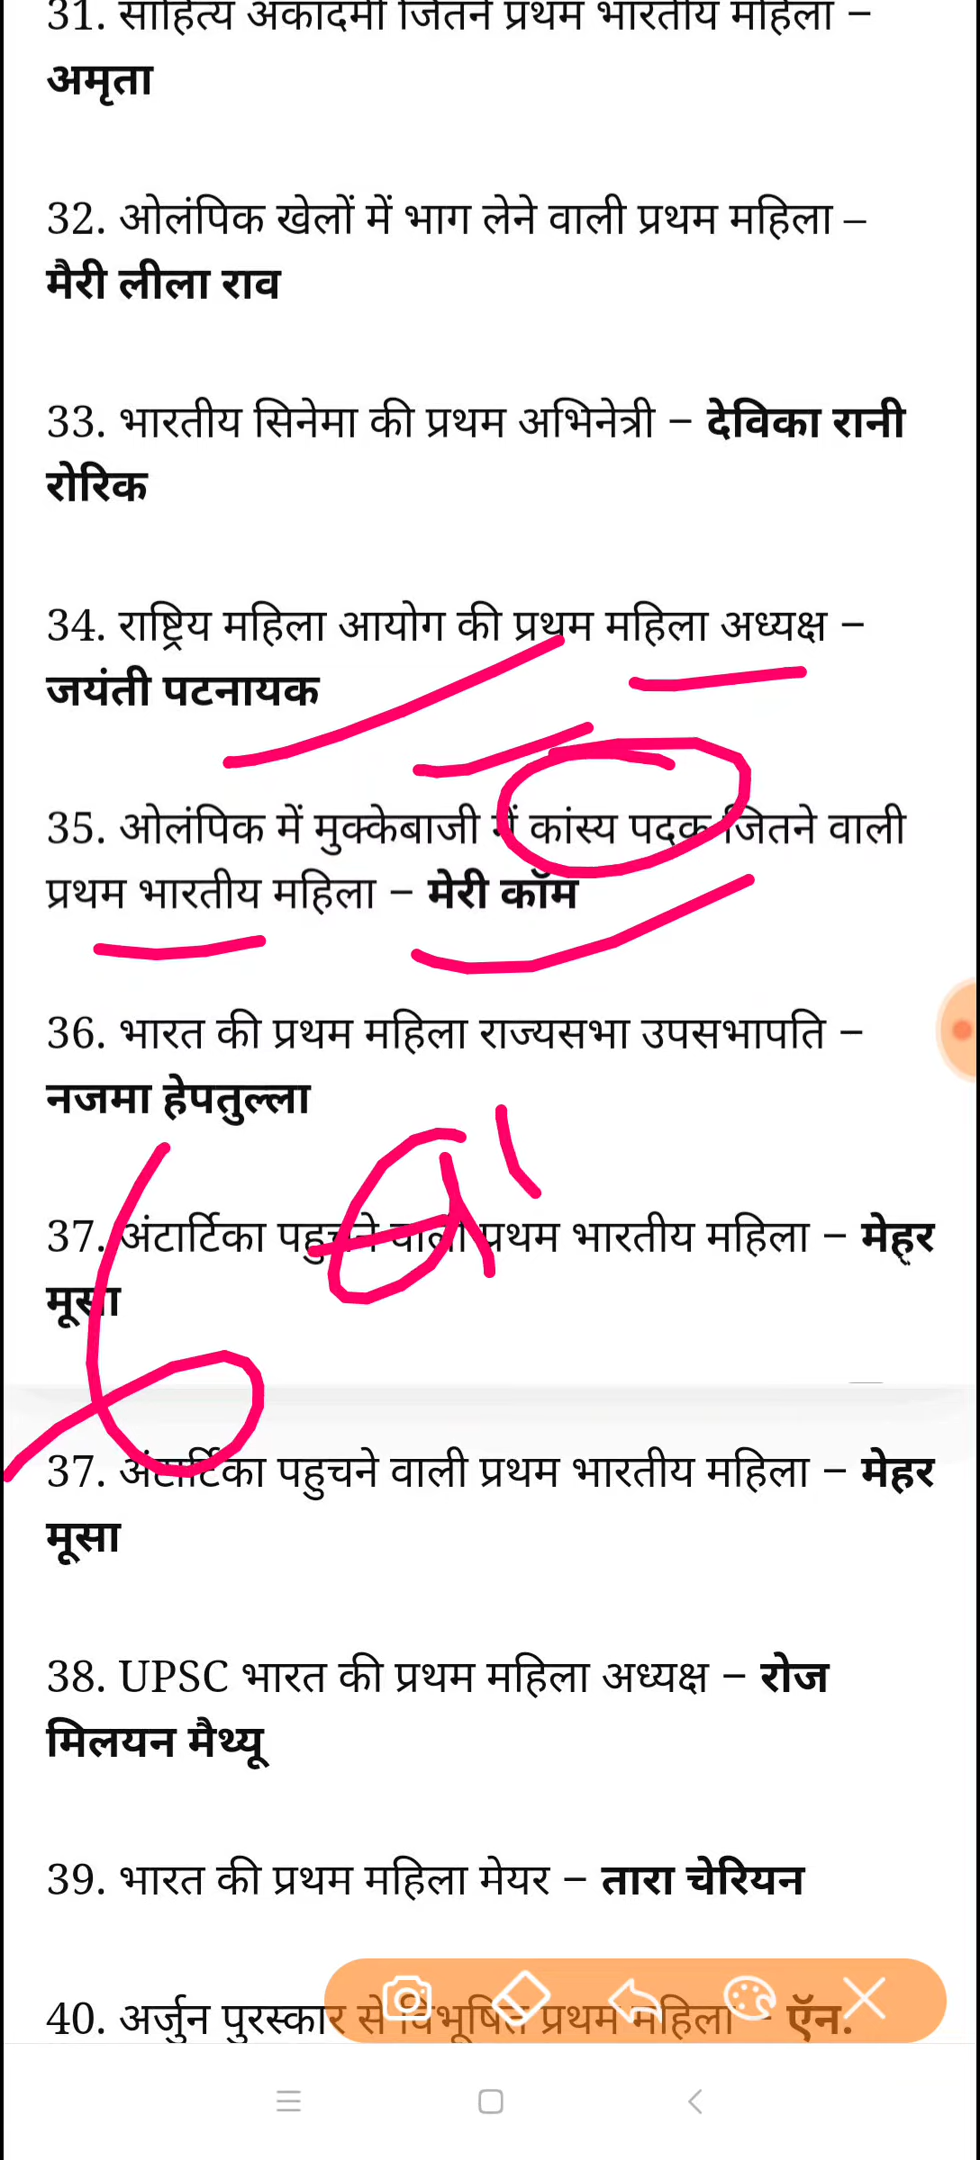 31. साहित्य अकादमी जितने प्रथम भारतीय महिला –
अमृता
32. ओलंपिक खेलों में भाग लेने वाली प्रथम महिला –
मैरी लीला राव
33. भारतीय सिनेमा की प्रथम अभिनेत्री – देविका रानी
रोरिक
34. राष्ट्रिय महिला आयोग की प्रथम महिला अध्यक्ष –
जयंती पटनायक
35. ओलंपिक में मुक्केबाजी में कांस्य पदक जितने वाली
प्रथम भारतीय महिला – मेरी कॉम
36. भारत की प्रथम महिला राज्यसभा उपसभापति –
नजमा हेपतुल्ला
37. अंटार्टिका पहुचने वाली प्रथम भारतीय महिला – मेहर
मूसा
37. अंटार्टिका पहुचने वाली प्रथम भारतीय महिला – मेहर
मूसा
38. UPSC भारत की प्रथम महिला अध्यक्ष – रोज
मिलयन मैथ्यू
39. भारत की प्रथम महिला मेयर – तारा चेरियन
40. अर्जुन पुरस्कार से विभूषित प्रथम महिला – ऍन.